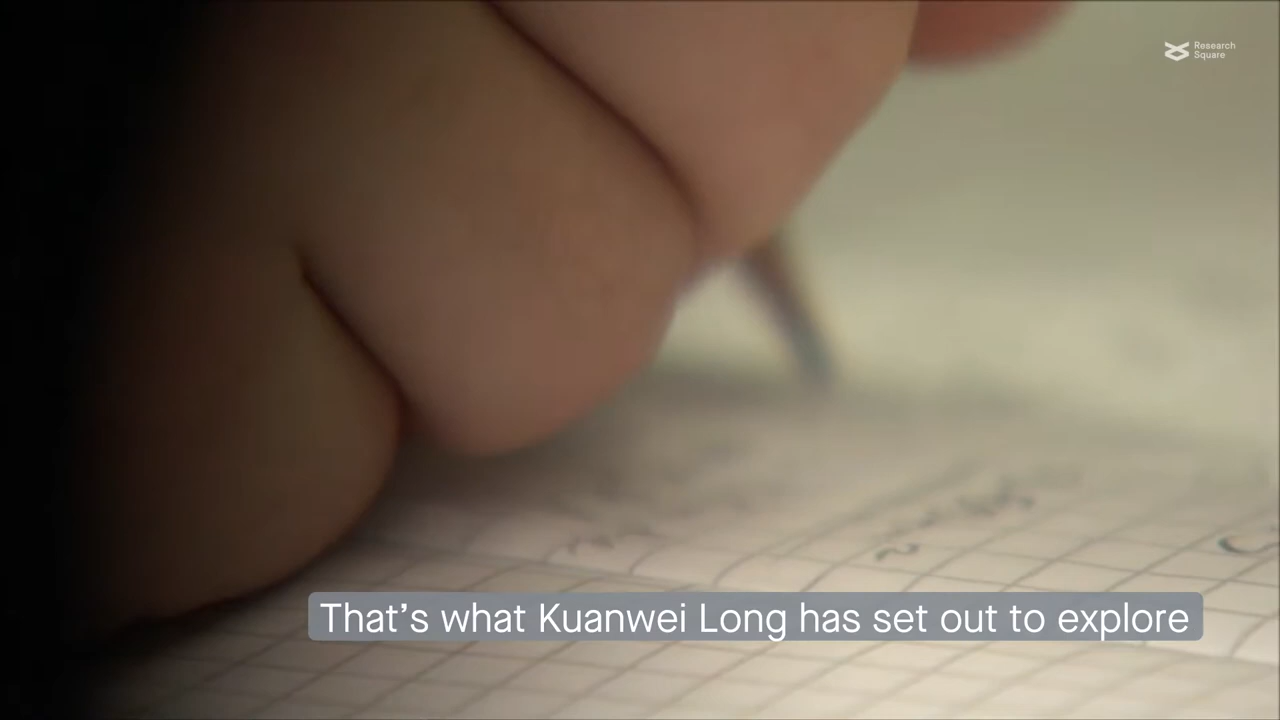 Research
Square
That's what Kuanwei Long has set out to explore